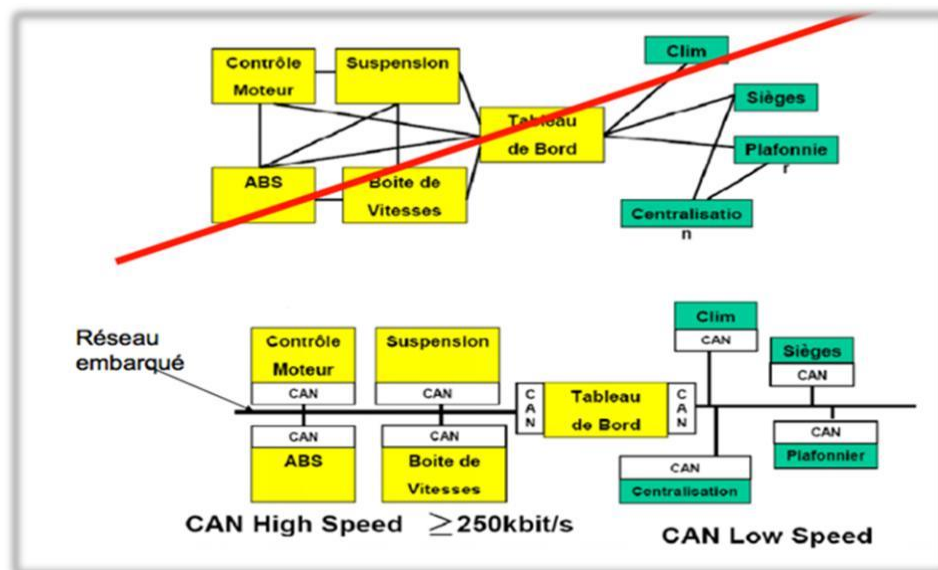 Contrôle
Moteur
Suspension
Clim
Sièges
Tableau
de Bord
Plafonnie
r
ABS
Boite de
Vitesses
Centralisatio
n
Réseau
embarqué
Contrôle
Moteur
CAN
Suspension
CAN
Clim
CAN
Sièges
CAN
CAN
Tableau
de Bord
CAN
CAN
ABS
CAN
Boite de
Vitesses
CAN
Plafonnier
CAN
Centralisation
CAN High Speed ≥250kbit/s
CAN Low Speed